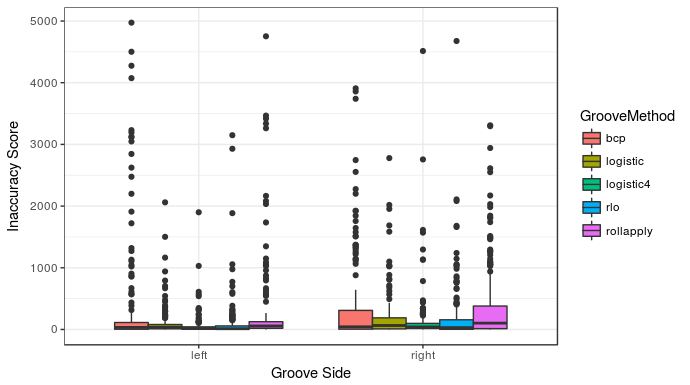 5000
4000
3000
2000
1000
0
Inaccuracy Score
left
right
Groove Side
GrooveMethod
bcp
logistic
logistic4
rlo
rollapply